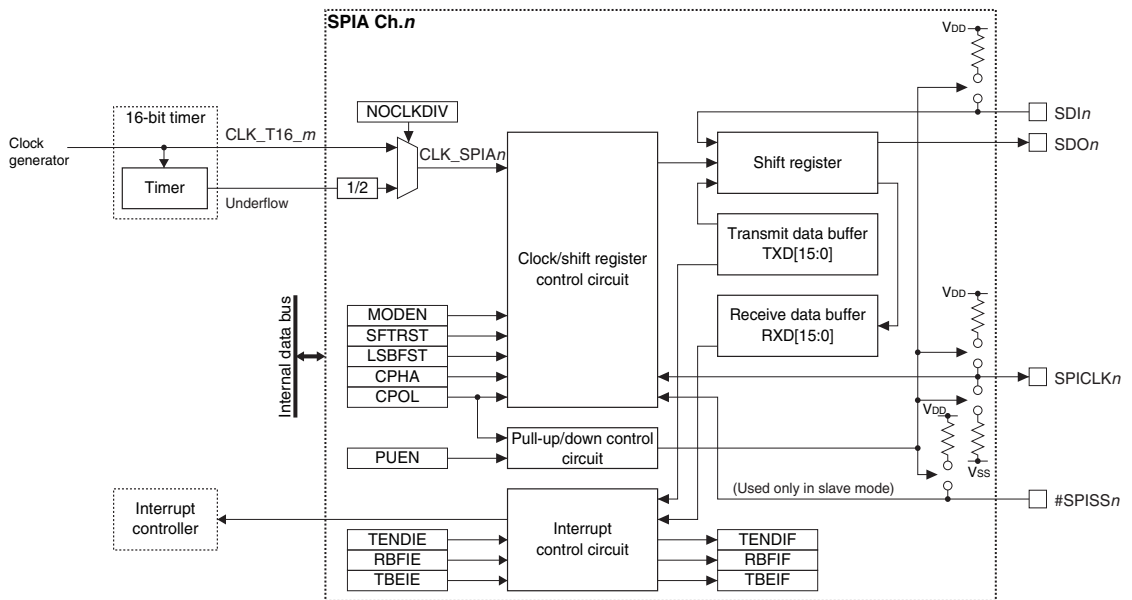 SPIA Ch.n
VDD
16-bit timer
NOCLKDIV
SDIn
Clock
generator
CLK_T16_m
CLK_SPIAn
Shift register
SDOn
Timer
1/2
Underflow
Transmit data buffer
TXD[15:0]
Clock/shift register
control circuit
Internal data bus
VDD
MODEN
Receive data buffer
RXD[15:0]
SFTRST
LSBFST
CPHA
SPICLKn
CPOL
VDD
Pull-up/down control
circuit
PUEN
VSS
(Used only in slave mode)
#SPISSn
Interrupt
controller
Interrupt
control circuit
TENDIE
TENDIF
RBFIE
RBFIF
TBEIE
TBEIF